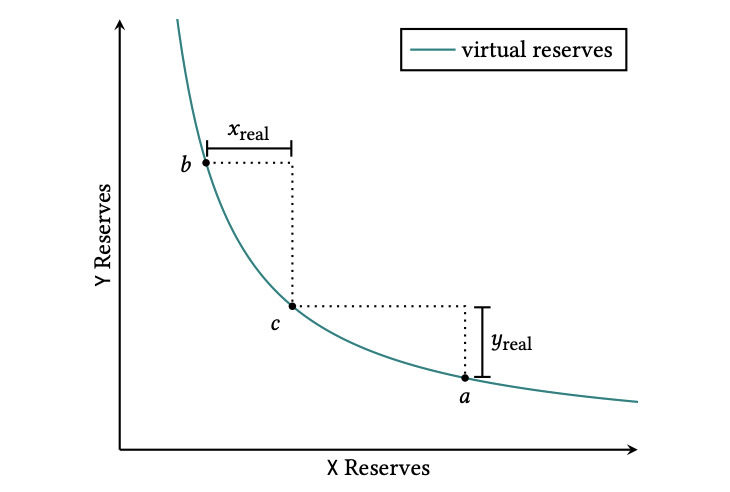 virtual reserves
x_real
b
Y Reserves
c
y_real
a
X Reserves